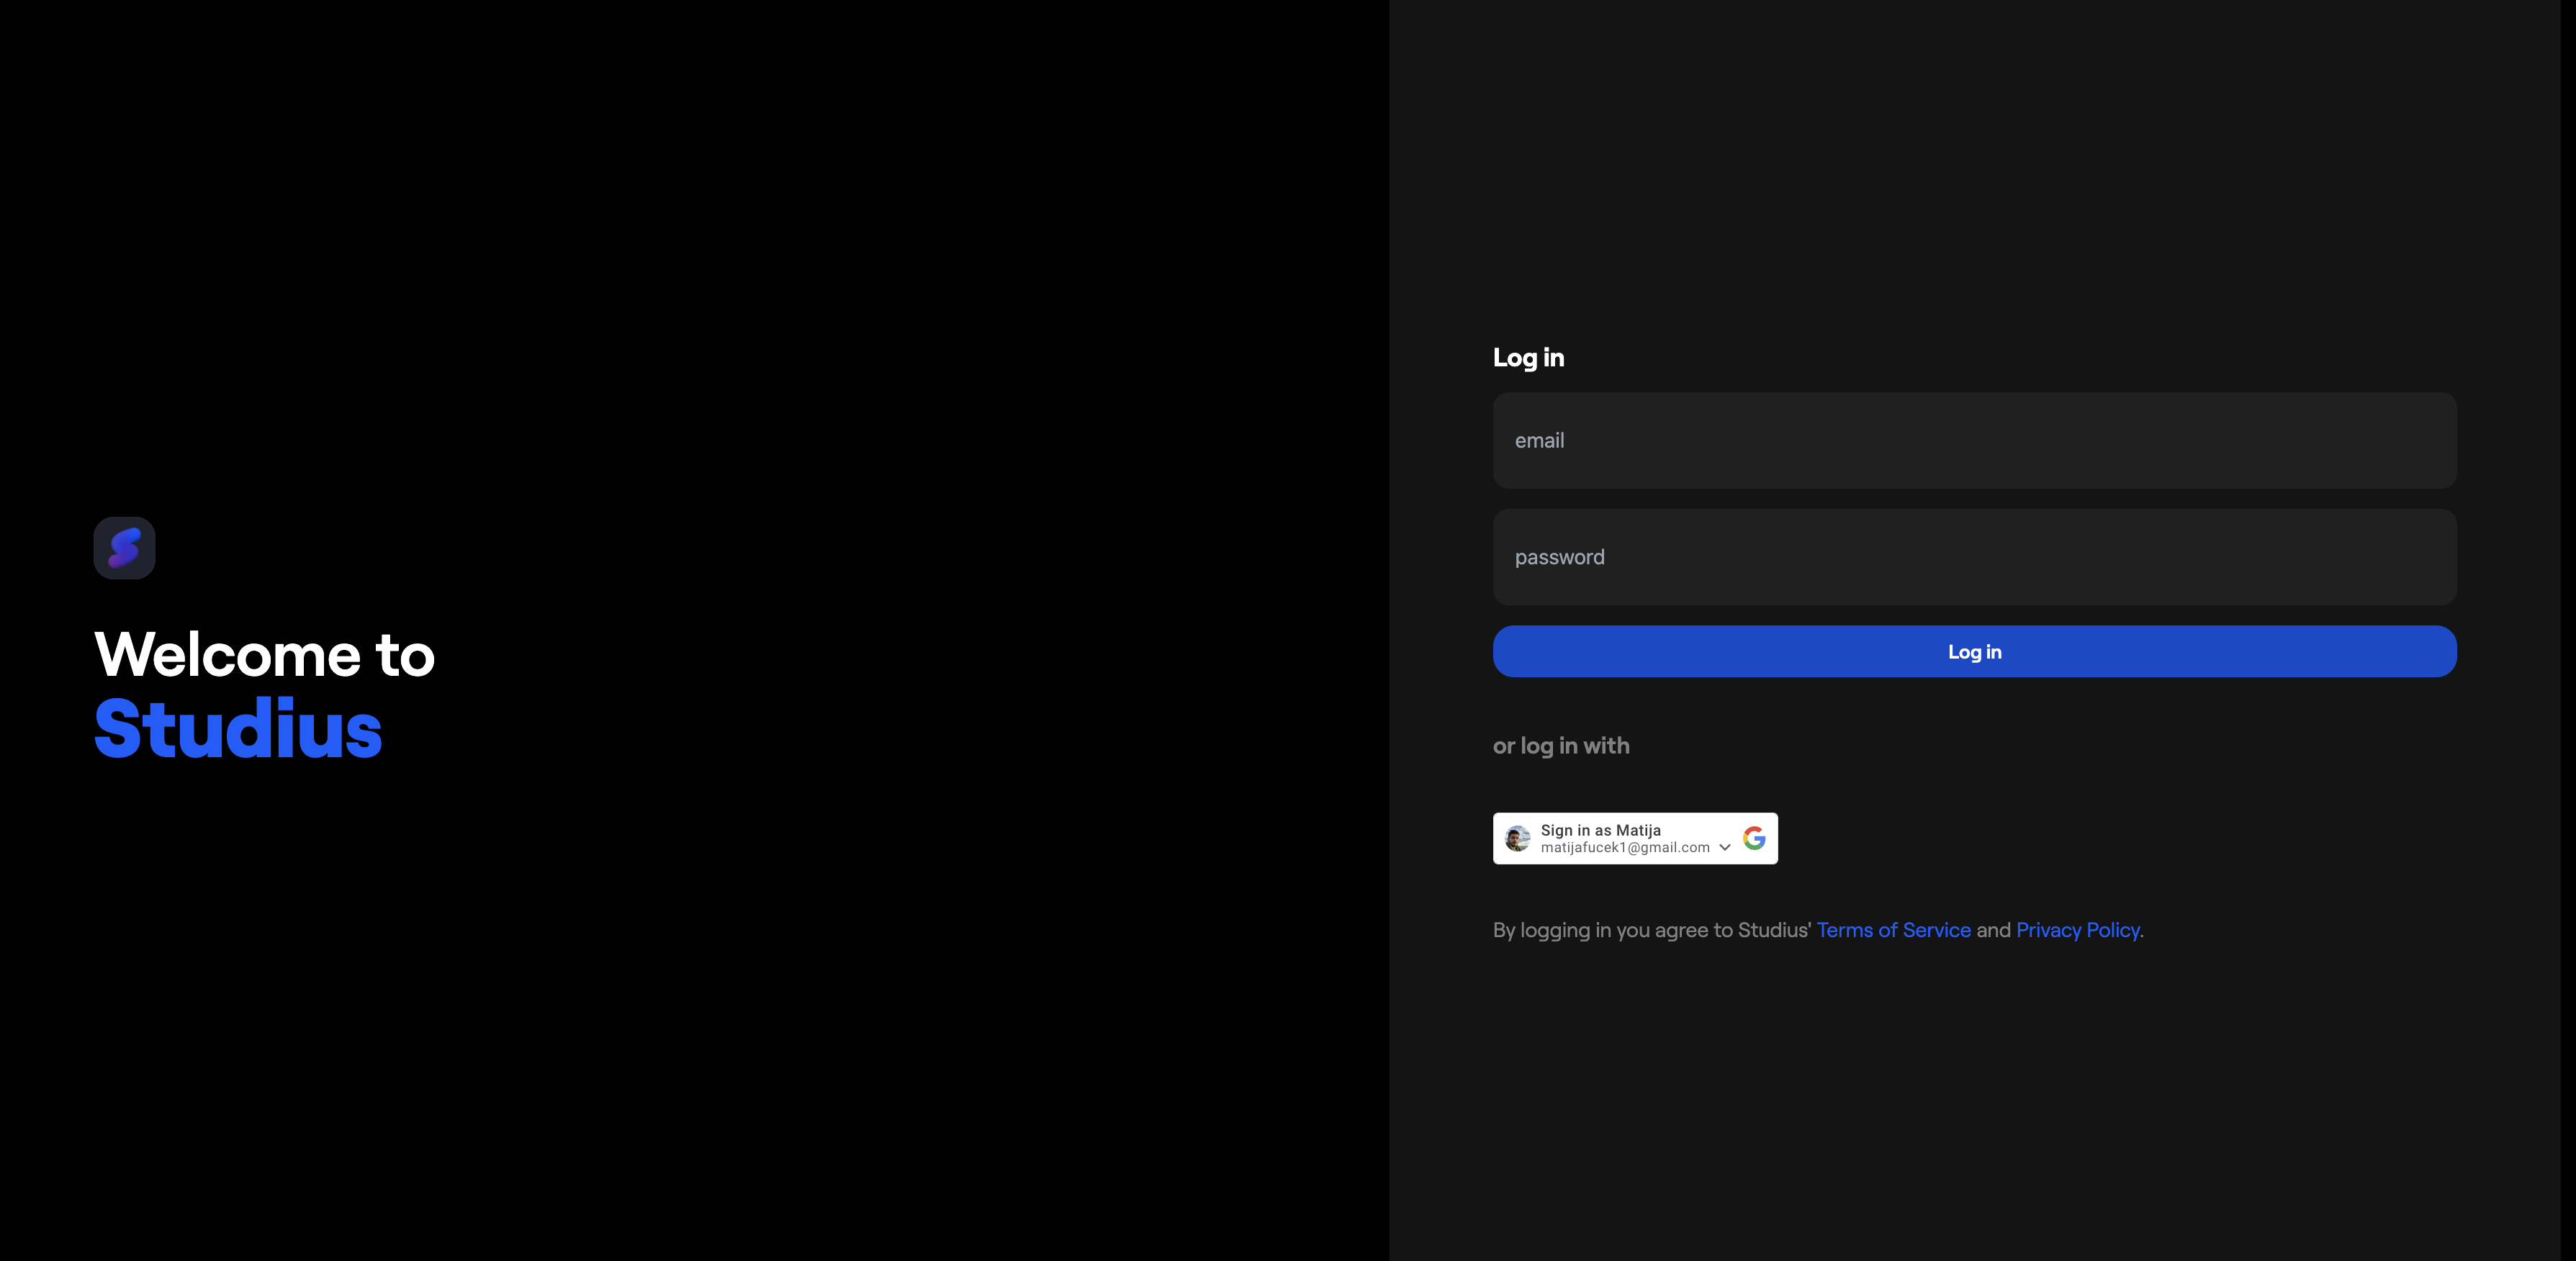 Welcome to
Studius
Log in
email
password
Log in
or log in with
Sign in as Matija
matijafucek1@gmail.com
By logging in you agree to Studius' Terms of Service and Privacy Policy.